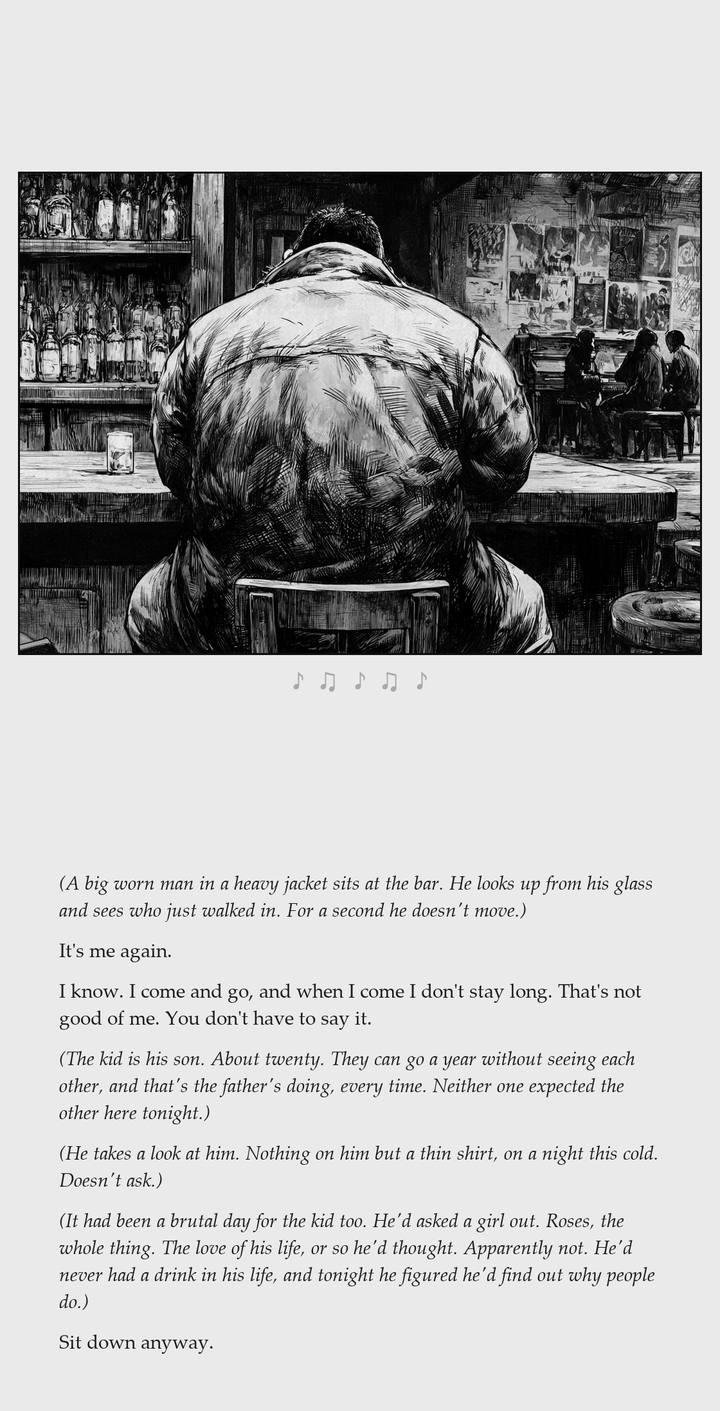 (A big worn man in a heavy jacket sits at the bar. He looks up from his glass
and sees who just walked in. For a second he doesn't move.)
It's me again.
I know. I come and go, and when I come I don't stay long. That's not
good of me. You don't have to say it.
(The kid is his son. About twenty. They can go a year without seeing each
other, and that's the father's doing, every time. Neither one expected the
other here tonight.)
(He takes a look at him. Nothing on him but a thin shirt, on a night this cold.
Doesn't ask.)
(It had been a brutal day for the kid too. He'd asked a girl out. Roses, the
whole thing. The love of his life, or so he'd thought. Apparently not. He'd
never had a drink in his life, and tonight he figured he'd find out why people
do.)
Sit down anyway.